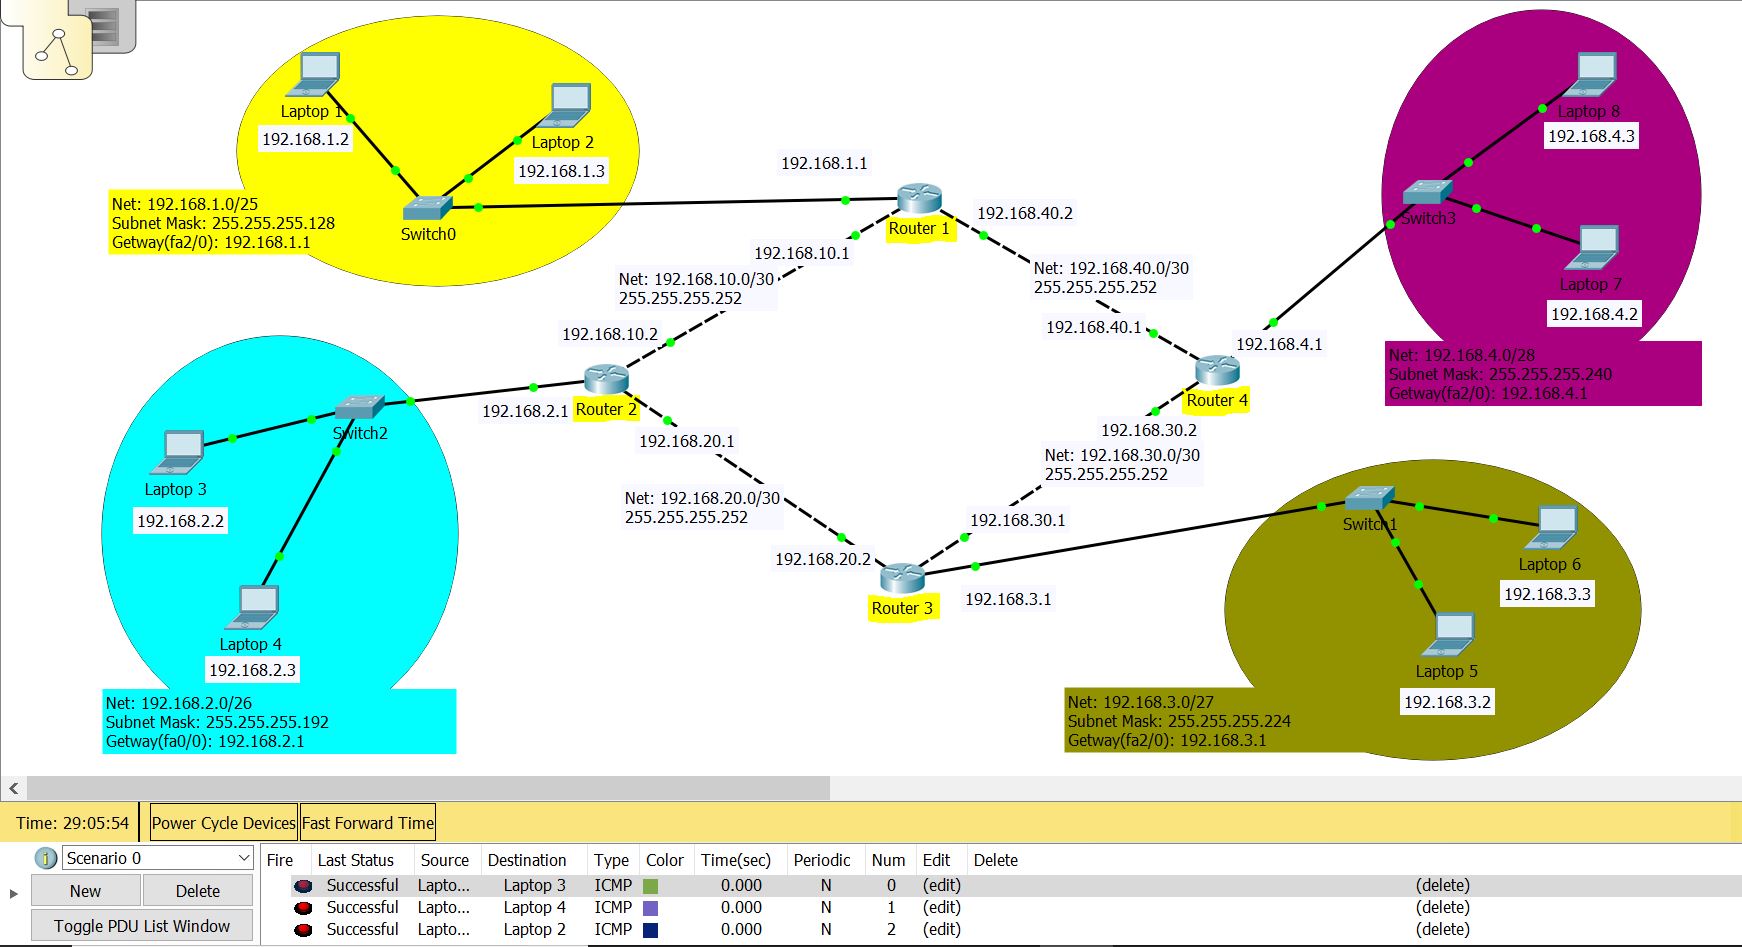 Laptop 1
192.168.1.2
Laptop 2
192.168.1.3
Net: 192.168.1.0/25
Subnet Mask: 255.255.255.128
Getway(fa2/0): 192.168.1.1
Switch0
192.168.1.1
Router 1
192.168.40.2
192.168.10.1
Net: 192.168.10.0/30
255.255.255.252
192.168.10.2
Net: 192.168.40.0/30
255.255.255.252
192.168.40.1
Laptop 8
192.168.4.3
Switch3
Laptop 7
192.168.4.2
192.168.4.1
Router 4
Net: 192.168.4.0/28
Subnet Mask: 255.255.255.240
Getway(fa2/0): 192.168.4.1
192.168.2.1
Router 2
Switch2
Laptop 3
192.168.2.2
Laptop 4
192.168.2.3
Net: 192.168.2.0/26
Subnet Mask: 255.255.255.192
Getway(fa0/0): 192.168.2.1
192.168.20.1
Net: 192.168.20.0/30
255.255.255.252
192.168.20.2
192.168.30.2
Net: 192.168.30.0/30
255.255.255.252
192.168.30.1
Router 3
192.168.3.1
Switch1
Laptop 6
192.168.3.3
Laptop 5
192.168.3.2
Net: 192.168.3.0/27
Subnet Mask: 255.255.255.224
Getway(fa2/0): 192.168.3.1
Time: 29:05:54 Power Cycle Devices Fast Forward Time
Scenario 0
New Delete
Toggle PDU List Window
Fire Last Status Source Destination Type Color Time(sec) Periodic Num Edit Delete
Successful Lapto... Laptop 3 ICMP 0.000 N 0 (edit) (delete)
Successful Lapto... Laptop 4 ICMP 0.000 N 1 (edit) (delete)
Successful Lapto... Laptop 2 ICMP 0.000 N 2 (edit) (delete)